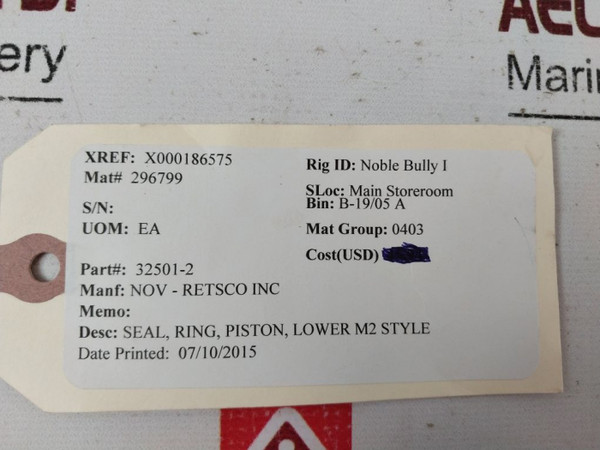 ery
AEC
Marin
XREF: X000186575
Mat# 296799
S/N:
UOM: EA
Part#: 32501-2
Manf: NOV - RETSCO INC
Memo:
Desc: SEAL, RING, PISTON, LOWER M2 STYLE
Date Printed: 07/10/2015
Rig ID: Noble Bully I
SLoc: Main Storeroom
Bin: B-19/05 A
Mat Group: 0403
Cost(USD)